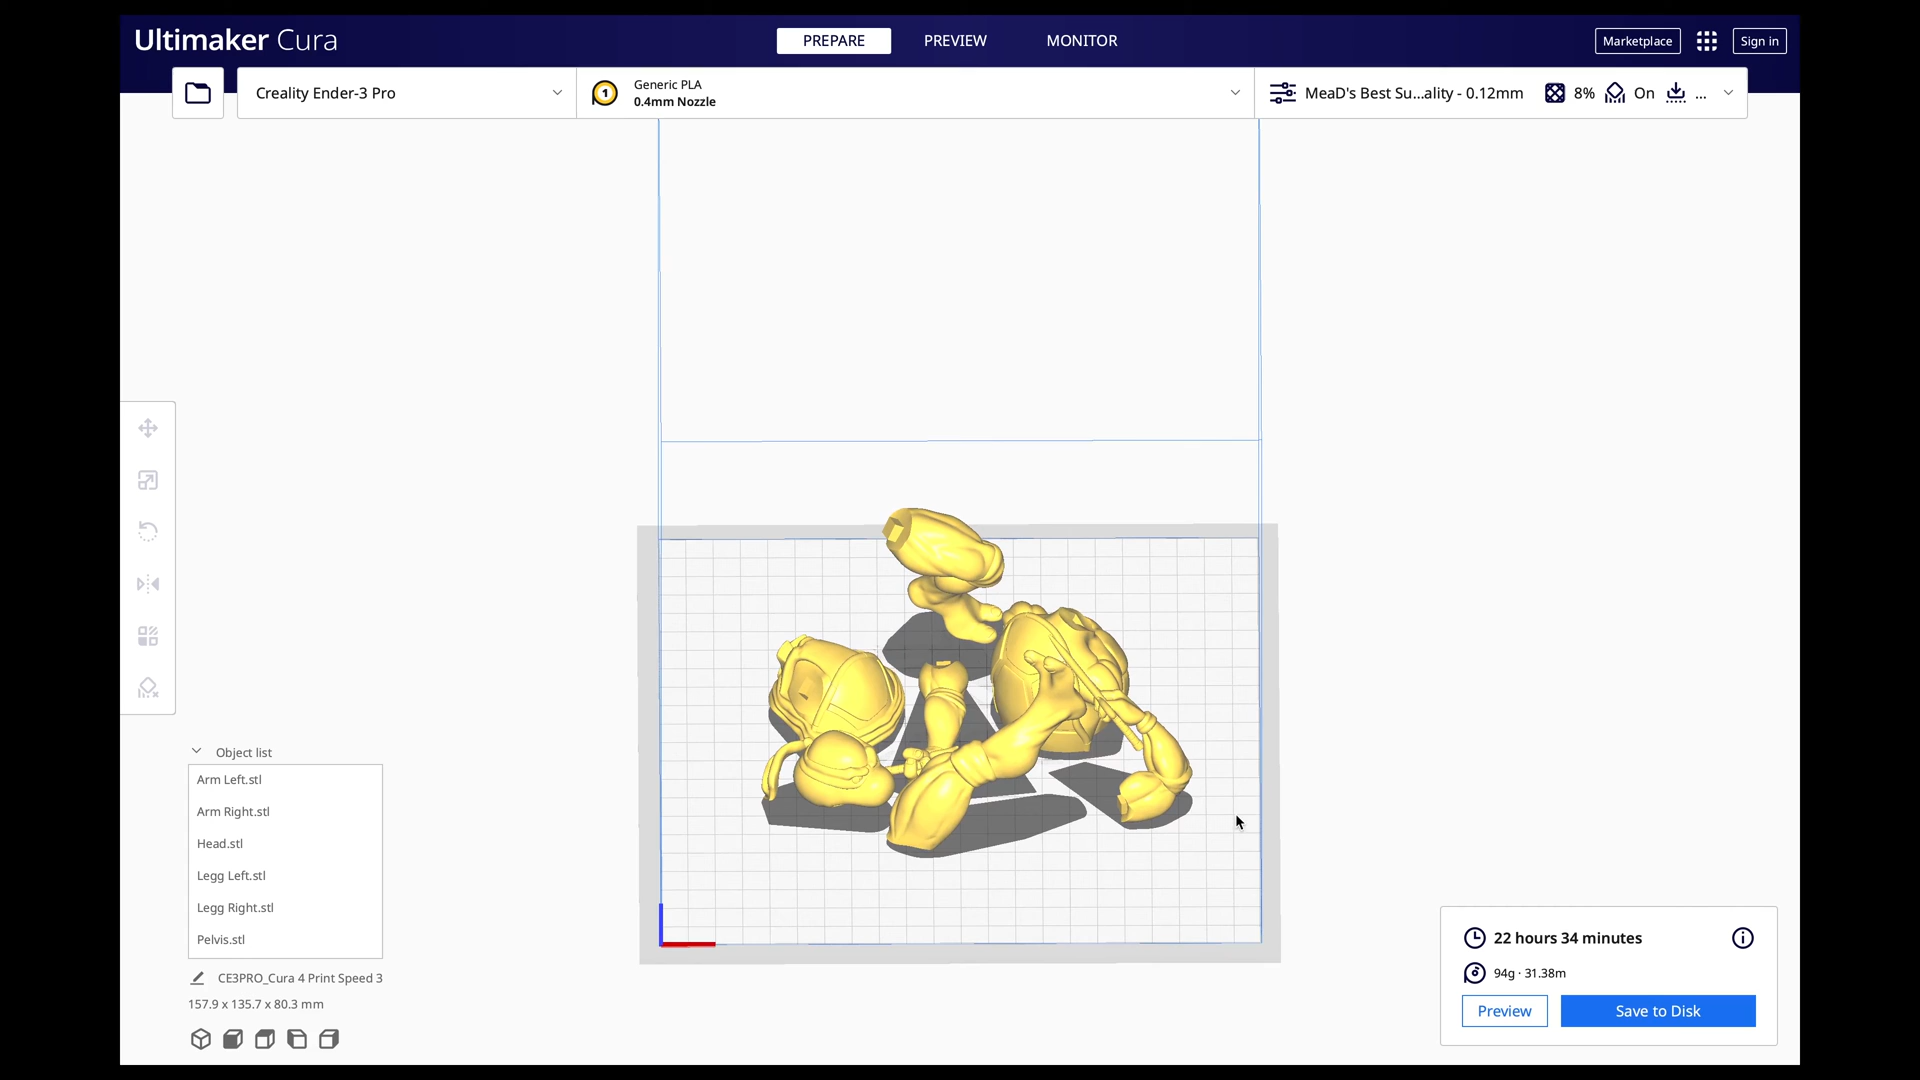 Ultimaker Cura
PREPARE
PREVIEW
MONITOR
Marketplace
Sign in
Creality Ender-3 Pro
1
Generic PLA
0.4mm Nozzle
MeaD's Best Su...ality - 0.12mm
8%
On
...
Object list
Arm Left.stl
Arm Right.stl
Head.stl
Legg Left.stl
Legg Right.stl
Pelvis.stl
CE3PRO_Cura 4 Print Speed 3
157.9 x 135.7 x 80.3 mm
22 hours 34 minutes
94g · 31.38m
Preview
Save to Disk